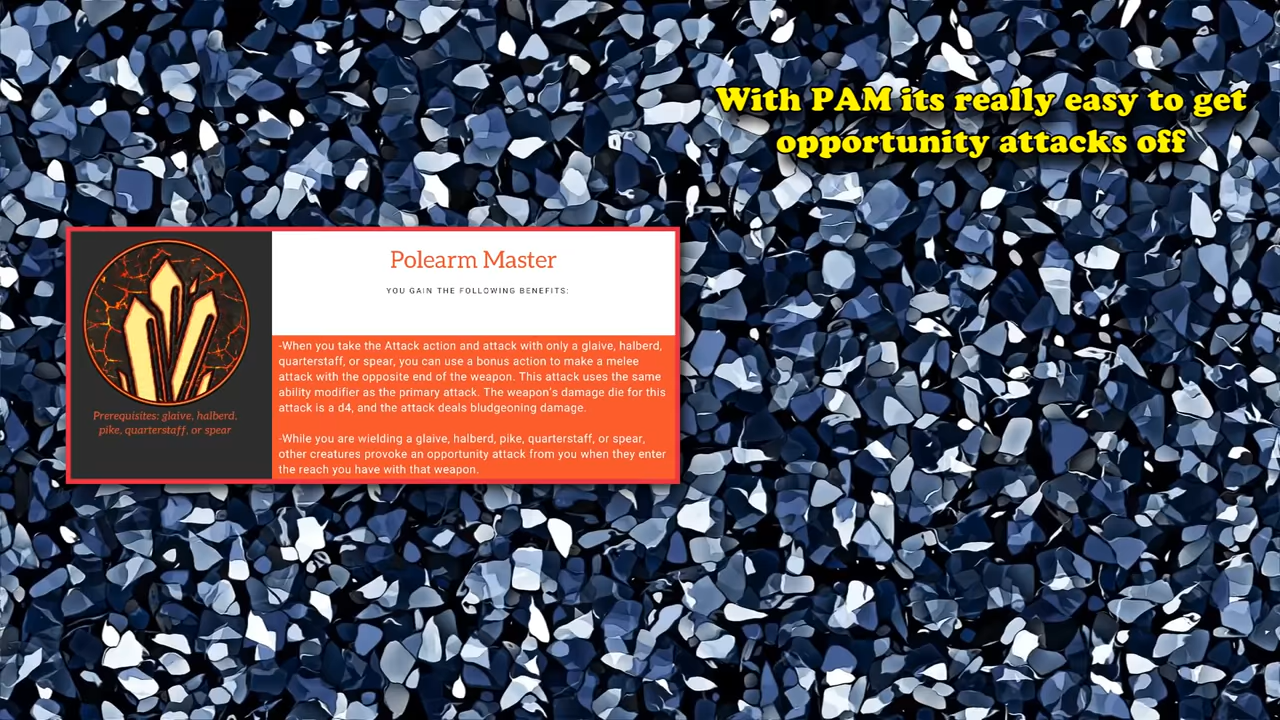 With PAM its really easy to get
opportunity attacks off
Polearm Master
YOU GAIN THE FOLLOWING BENEFITS:
-When you take the Attack action and attack with only a glaive, halberd,
quarterstaff, or spear, you can use a bonus action to make a melee
attack with the opposite end of the weapon. This attack uses the same
ability modifier as the primary attack. The weapon's damage die for this
attack is a d4, and the attack deals bludgeoning damage.
-While you are wielding a glaive, halberd, pike, quarterstaff, or spear,
other creatures provoke an opportunity attack from you when they enter
the reach you have with that weapon.
Prerequisites: glaive, halberd,
pike, quarterstaff, or spear